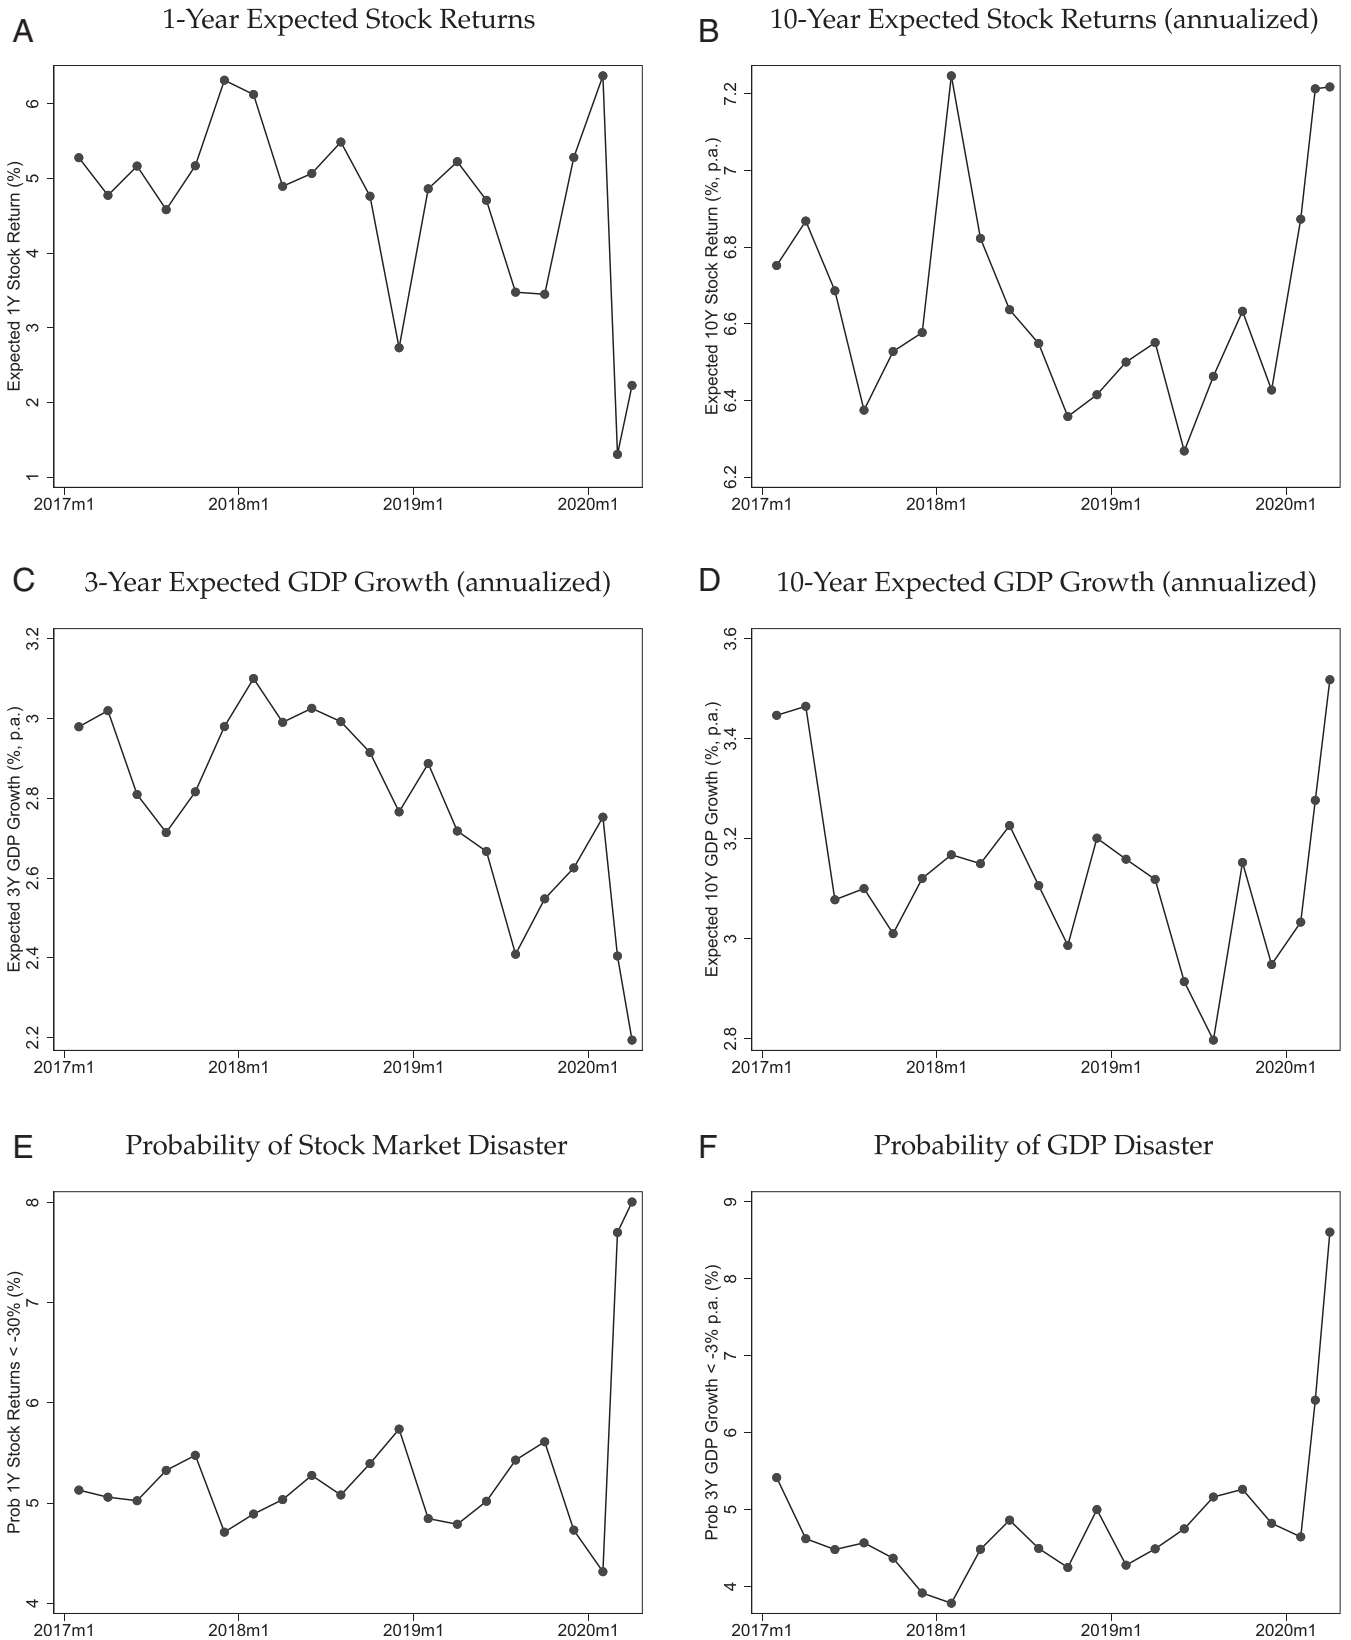 A 1-Year Expected Stock Returns
Expected 1Y Stock Return (%)
6
5
4
3
2
1
2017m1 2018m1 2019m1 2020m1
B 10-Year Expected Stock Returns (annualized)
Expected 10Y Stock Return (%, p.a.)
7.2
7
6.8
6.6
6.4
6.2
2017m1 2018m1 2019m1 2020m1
C 3-Year Expected GDP Growth (annualized)
Expected 3Y GDP Growth (%, p.a.)
3.2
3
2.8
2.6
2.4
2.2
2017m1 2018m1 2019m1 2020m1
D 10-Year Expected GDP Growth (annualized)
Expected 10Y GDP Growth (%, p.a.)
3.6
3.4
3.2
3
2.8
2017m1 2018m1 2019m1 2020m1
E Probability of Stock Market Disaster
Prob 1Y Stock Returns < -30% (%)
8
7
6
5
4
2017m1 2018m1 2019m1 2020m1
F Probability of GDP Disaster
Prob 3Y GDP Growth < -3% p.a. (%)
9
8
7
6
5
4
2017m1 2018m1 2019m1 2020m1